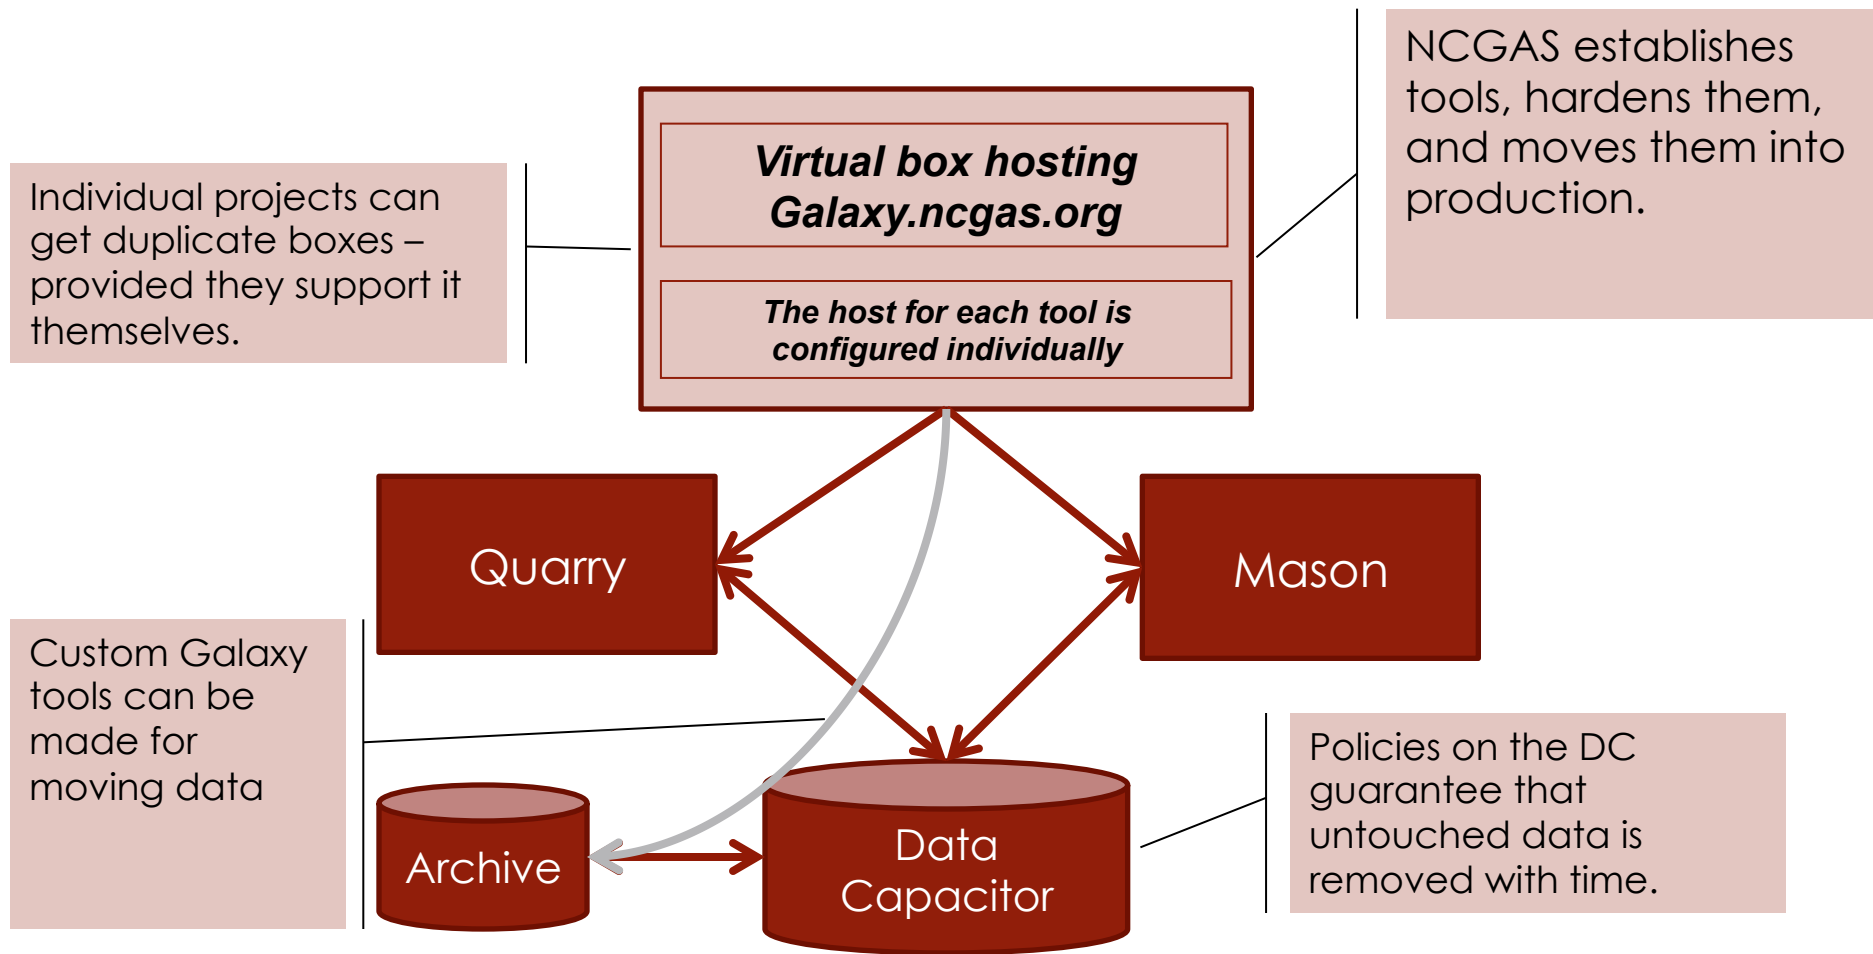 NCGAS establishes
tools, hardens them,
and moves them into
production.
Virtual box hosting
Galaxy.ncgas.org
The host for each tool is
configured individually
Individual projects can
get duplicate boxes –
provided they support it
themselves.
Quarry
Mason
Custom Galaxy
tools can be
made for
moving data
Archive
Data
Capacitor
Policies on the DC
guarantee that
untouched data is
removed with time.